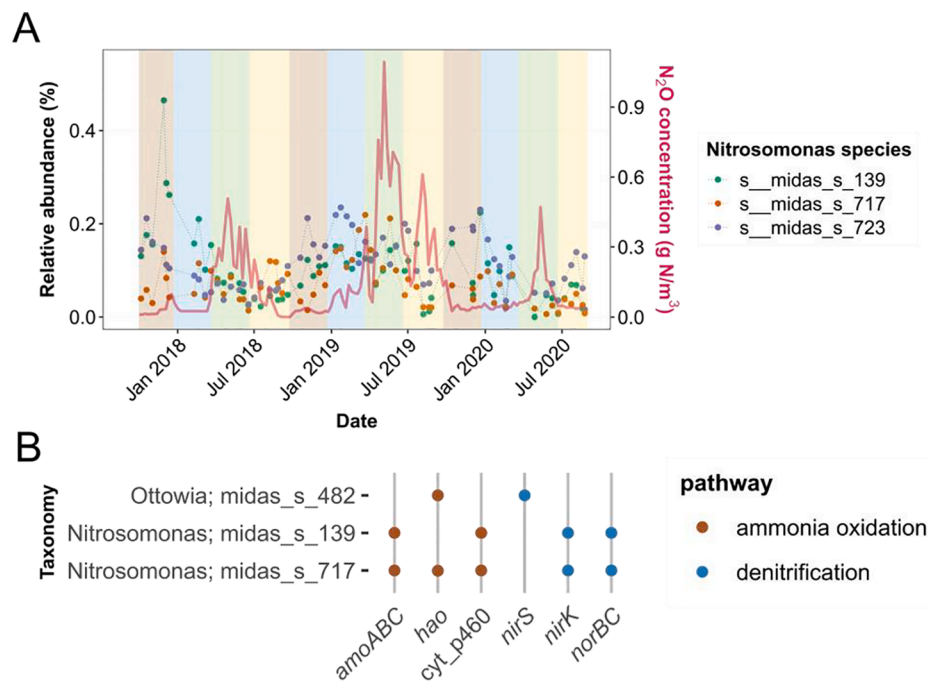 A
Relative abundance (%)
0.4
0.2
0.0
0.9
0.6
0.3
0.0
N₂O concentration (g N/m³)
Jan 2018
Jul 2018
Jan 2019
Jul 2019
Jan 2020
Jul 2020
Date
Nitrosomonas species
s__midas_s_139
s__midas_s_717
s__midas_s_723
B
Taxonomy
Ottowia; midas_s_482
Nitrosomonas; midas_s_139
Nitrosomonas; midas_s_717
amoABC
hao
cyt_p460
nirS
nirK
norBC
pathway
ammonia oxidation
denitrification